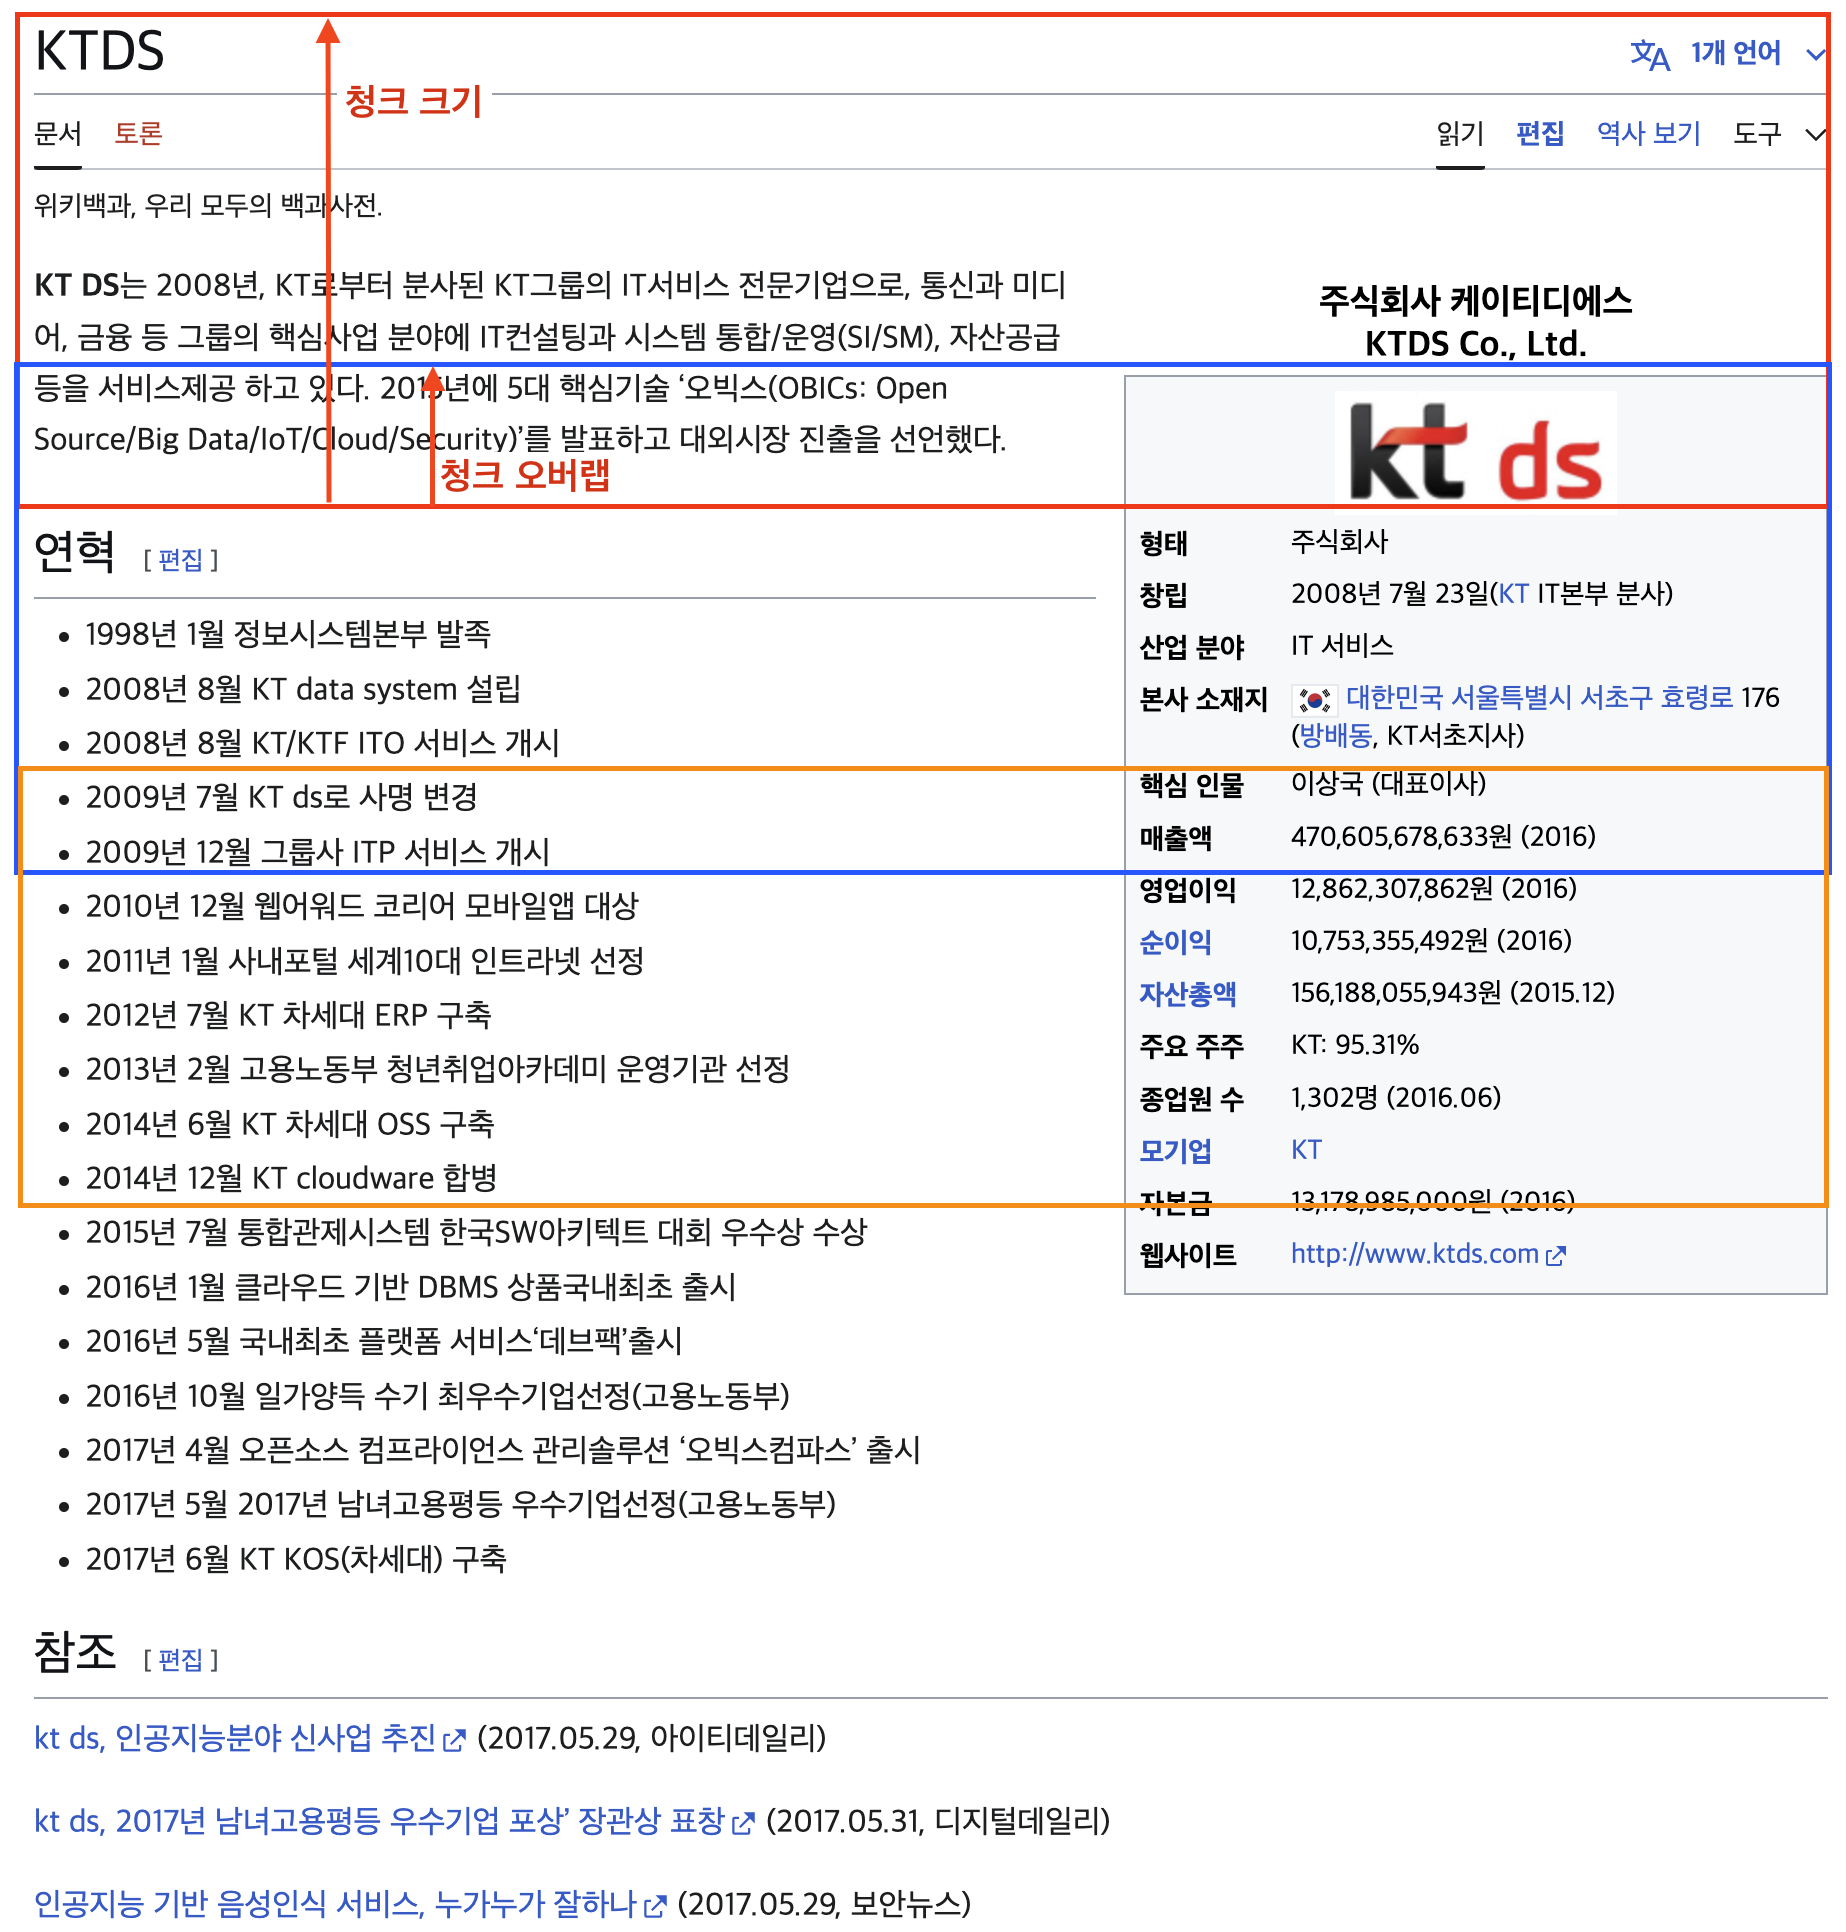 KTDS
1개 언어
청크 크기
문서 토론
읽기 편집 역사 보기 도구
위키백과, 우리 모두의 백과사전.
KT DS는 2008년, KT로부터 분사된 KT그룹의 IT서비스 전문기업으로, 통신과 미디
어, 금융 등 그룹의 핵심사업 분야에 IT컨설팅과 시스템 통합/운영(SI/SM), 자산공급
등을 서비스제공 하고 있다. 년에 5대 핵심기술 ‘오빅스(OBICs: Open
Source/Big Data/IoT/Cloud/Security)’를 발표하고 대외시장 진출을 선언했다.
청크 오버랩
주식회사 케이티디에스
KTDS Co., Ltd.
kt ds
형태 주식회사
창립 2008년 7월 23일(KT IT본부 분사)
산업 분야 IT 서비스
본사 소재지 대한민국 서울특별시 서초구 효령로 176
(방배동, KT서초지사)
핵심 인물 이상국 (대표이사)
매출액 470,605,678,633원 (2016)
영업이익 12,862,307,862원 (2016)
순이익 10,753,355,492원 (2016)
자산총액 156,188,055,943원 (2015.12)
주요 주주 KT: 95.31%
종업원 수 1,302명 (2016.06)
모기업 KT
자본금 13,178,985,000원 (2016)
웹사이트 http://www.ktds.com
연혁 [ 편집 ]
• 1998년 1월 정보시스템본부 발족
• 2008년 8월 KT data system 설립
• 2008년 8월 KT/KTF ITO 서비스 개시
• 2009년 7월 KT ds로 사명 변경
• 2009년 12월 그룹사 ITP 서비스 개시
• 2010년 12월 웹어워드 코리어 모바일앱 대상
• 2011년 1월 사내포털 세계10대 인트라넷 선정
• 2012년 7월 KT 차세대 ERP 구축
• 2013년 2월 고용노동부 청년취업아카데미 운영기관 선정
• 2014년 6월 KT 차세대 OSS 구축
• 2014년 12월 KT cloudware 합병
• 2015년 7월 통합관제시스템 한국SW아키텍트 대회 우수상 수상
• 2016년 1월 클라우드 기반 DBMS 상품국내최초 출시
• 2016년 5월 국내최초 플랫폼 서비스‘데브팩’출시
• 2016년 10월 일가양득 수기 최우수기업선정(고용노동부)
• 2017년 4월 오픈소스 컴프라이언스 관리솔루션 ‘오빅스컴파스’ 출시
• 2017년 5월 2017년 남녀고용평등 우수기업선정(고용노동부)
• 2017년 6월 KT KOS(차세대) 구축
참조 [ 편집 ]
kt ds, 인공지능분야 신사업 추진 (2017.05.29, 아이티데일리)
kt ds, 2017년 남녀고용평등 우수기업 포상’ 장관상 표창 (2017.05.31, 디지털데일리)
인공지능 기반 음성인식 서비스, 누가누가 잘하나 (2017.05.29, 보안뉴스)